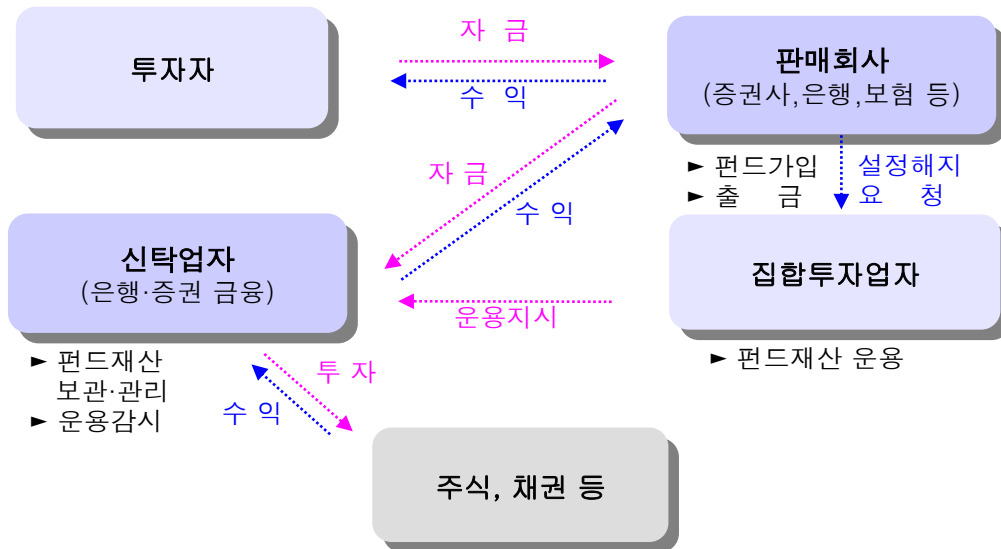 자 금
투자자
수 익
판매회사
(증권사,은행,보험 등)
► 펀드가입
► 출 금
설정해지
요 청
자 금
수 익
신탁업자
(은행·증권 금융)
집합투자업자
운용지시
► 펀드재산
보관·관리
► 운용감시
► 펀드재산 운용
투 자
수 익
주식, 채권 등